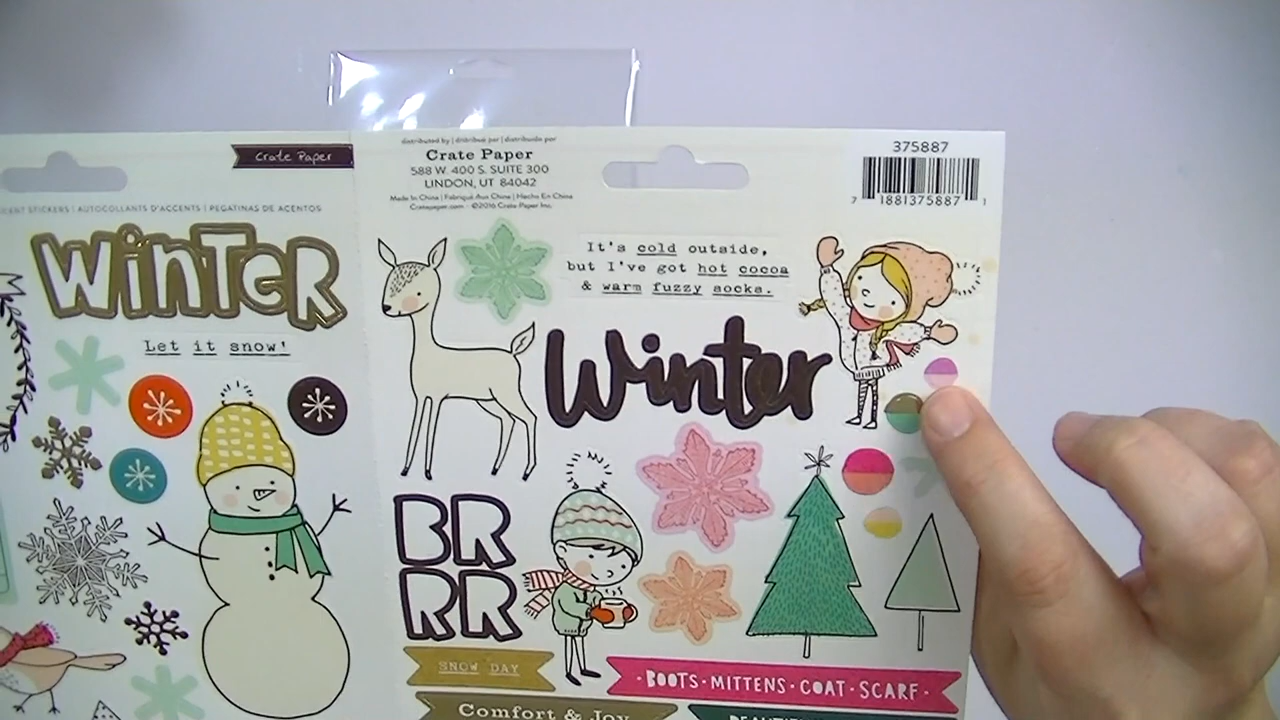 Crate Paper
STICKERS | AUTOCOLLANTS D'ACCENTS | PEGATINAS DE ACENTOS
WinTeR
Let it snow!
distributed by | distribué par | distribuido por
Crate Paper
588 W. 400 S. SUITE 300
LINDON, UT 84042
Made In China | Fabriqué Aux China | Hecho En China
Cratepaper.com - ©2016 Crate Paper Inc.
375887
7 18813 75887 1
It's cold outside,
but I've got hot cocoa
& warm fuzzy socks.
Winter
BR
RR
SNOW DAY
BOOTS • MITTENS • COAT • SCARF
Comfort & Joy